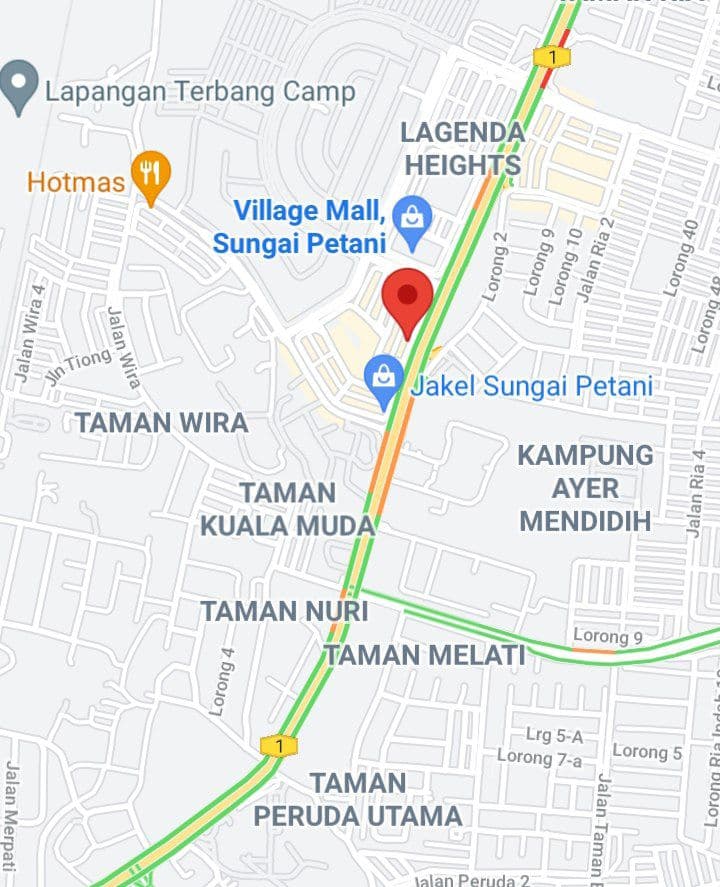 1
Lapangan Terbang Camp
LAGENDA
HEIGHTS
Hotmas
Village Mall,
Sungai Petani
Lorong 2
Lorong 9
Lorong 10
Jalan Ria 2
Lorong 40
Lorong 48
Jalan Wira 4
Jalan Wira
Jln Tiong
Jakel Sungai Petani
TAMAN WIRA
KAMPUNG
AYER
MENDIDIH
Jalan Ria 4
TAMAN
KUALA MUDA
TAMAN NURI
Lorong 9
TAMAN MELATI
Lorong 4
1
Lrg 5-A
Lorong 7-a
Lorong 5
Jalan Merpati
TAMAN
PERUDA UTAMA
Jalan Taman
Jalan Peruda 2